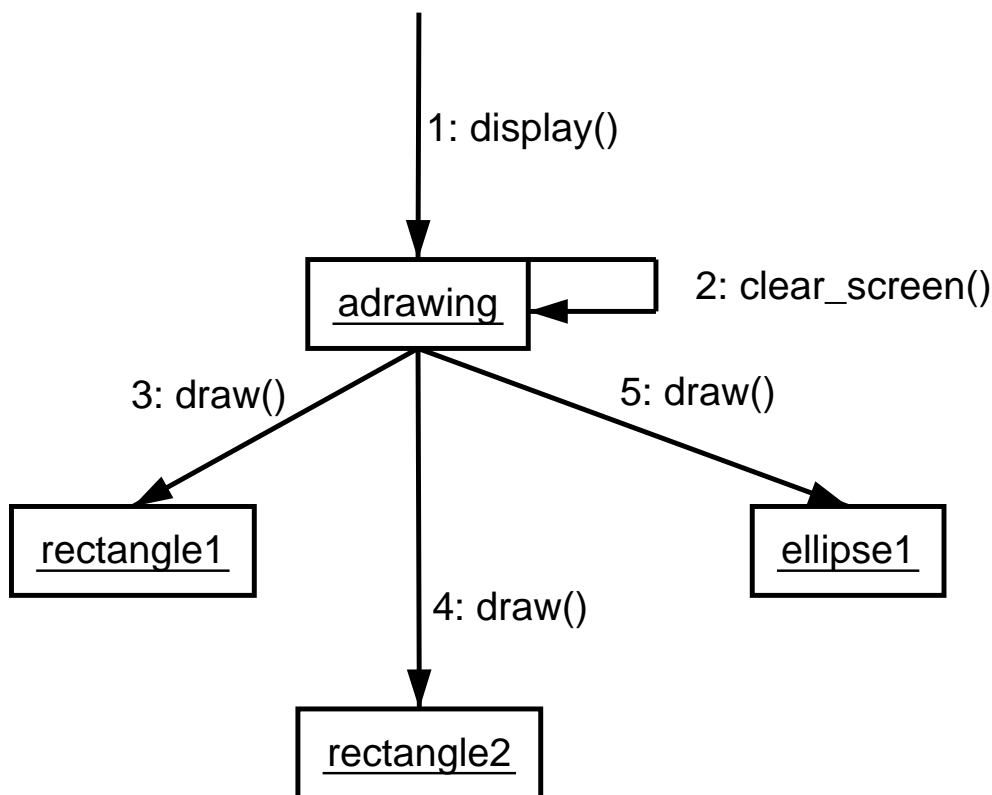 1: display()
adrawing
2: clear_screen()
3: draw()
5: draw()
rectangle1
ellipse1
4: draw()
rectangle2